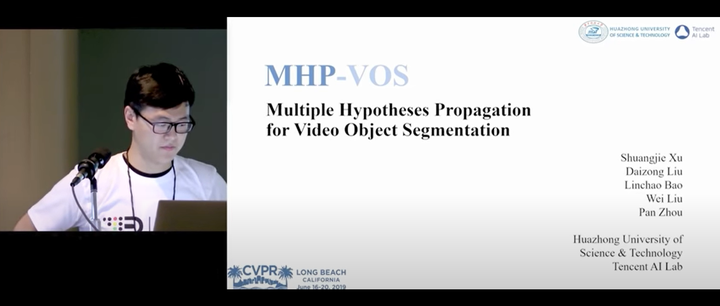 HUAZHONG UNIVERSITY
OF SCIENCE & TECHNOLOGY
Tencent
AI Lab
MHP-VOS
Multiple Hypotheses Propagation
for Video Object Segmentation
Shuangjie Xu
Daizong Liu
Linchao Bao
Wei Liu
Pan Zhou
Huazhong University of
Science & Technology
Tencent AI Lab
CVPR
LONG BEACH
CALIFORNIA
June 16-20, 2019